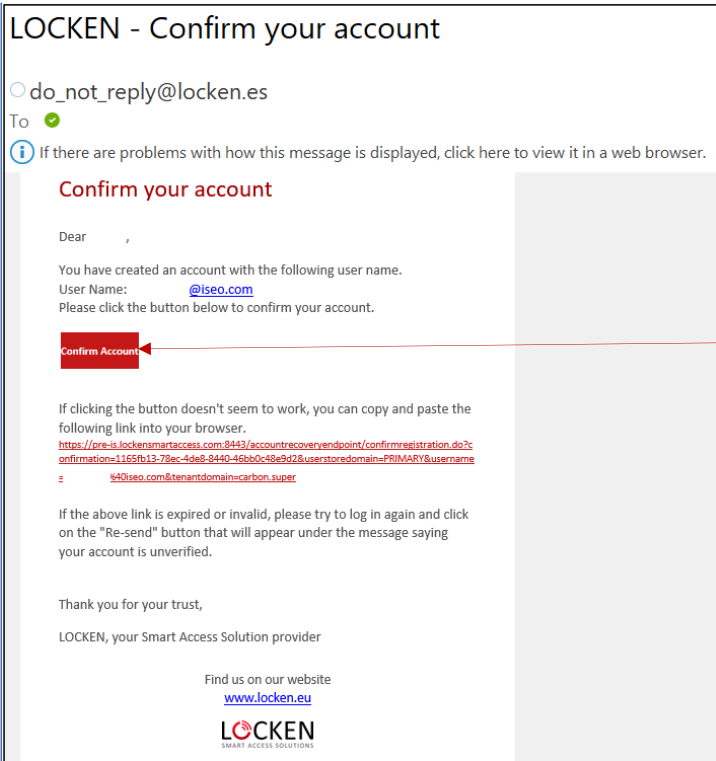 LOCKEN - Confirm your account
do_not_reply@locken.es
To
i If there are problems with how this message is displayed, click here to view it in a web browser.
Confirm your account
Dear ,
You have created an account with the following user name.
User Name: @iseo.com
Please click the button below to confirm your account.
Confirm Account
If clicking the button doesn't seem to work, you can copy and paste the
following link into your browser.
https://pre-is.lockensmartaccess.com:8443/accountrecoveryendpoint/confirmregistration.do?c
onfirmation=1165fb13-78ec-4de8-8440-46bb0c48e9d2&userstoredomain=PRIMARY&username
= %40iseo.com&tenantdomain=carbon.super
If the above link is expired or invalid, please try to log in again and click
on the "Re-send" button that will appear under the message saying
your account is unverified.
Thank you for your trust,
LOCKEN, your Smart Access Solution provider
Find us on our website
www.locken.eu
LOCKEN
SMART ACCESS SOLUTIONS